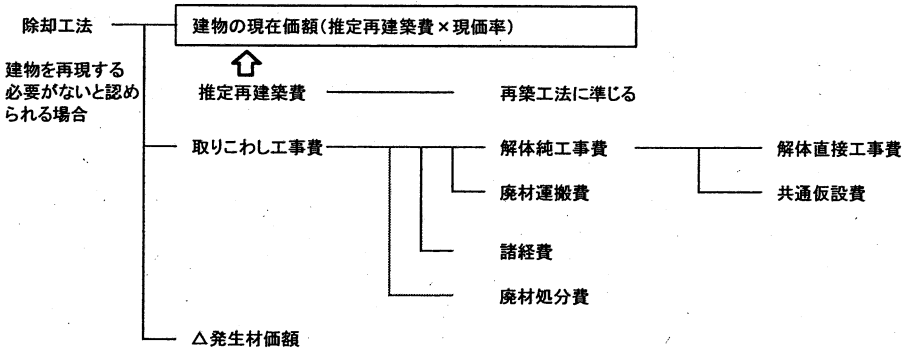 除却工法
建物の現在価額(推定再建築費×現価率)
建物を再現する
必要がないと認め
られる場合
推定再建築費
再築工法に準じる
取りこわし工事費
解体純工事費
解体直接工事費
廃材運搬費
共通仮設費
諸経費
廃材処分費
△発生材価額